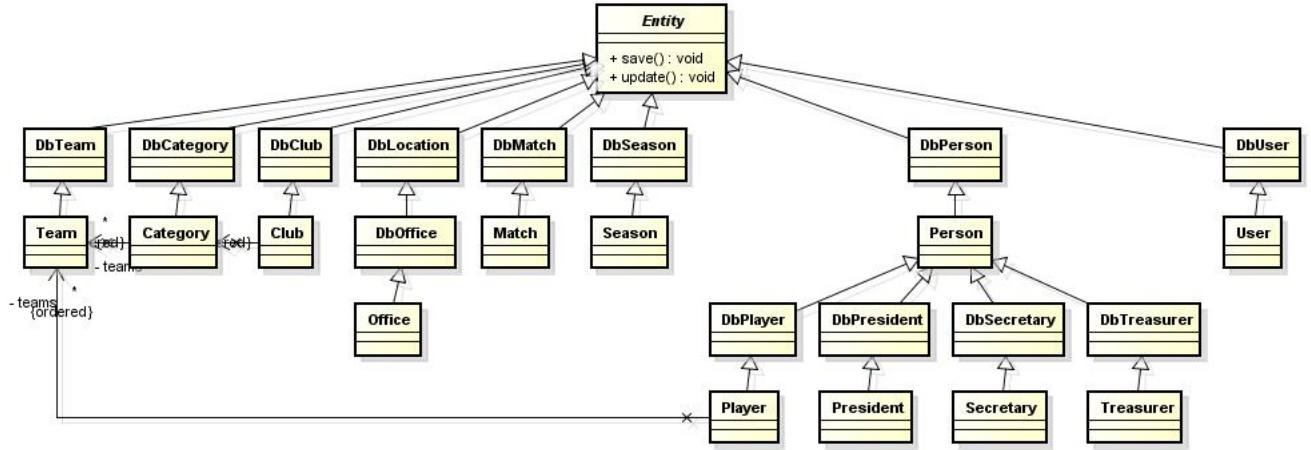 Entity
+ save() : void
+ update() : void
DbTeam
DbCategory
DbClub
DbLocation
DbMatch
DbSeason
DbPerson
DbUser
Team
*
Category
Club
DbOffice
Match
Season
Person
User
- teams
- teams
*
{ordered}
Office
DbPlayer
DbPresident
DbSecretary
DbTreasurer
Player
President
Secretary
Treasurer